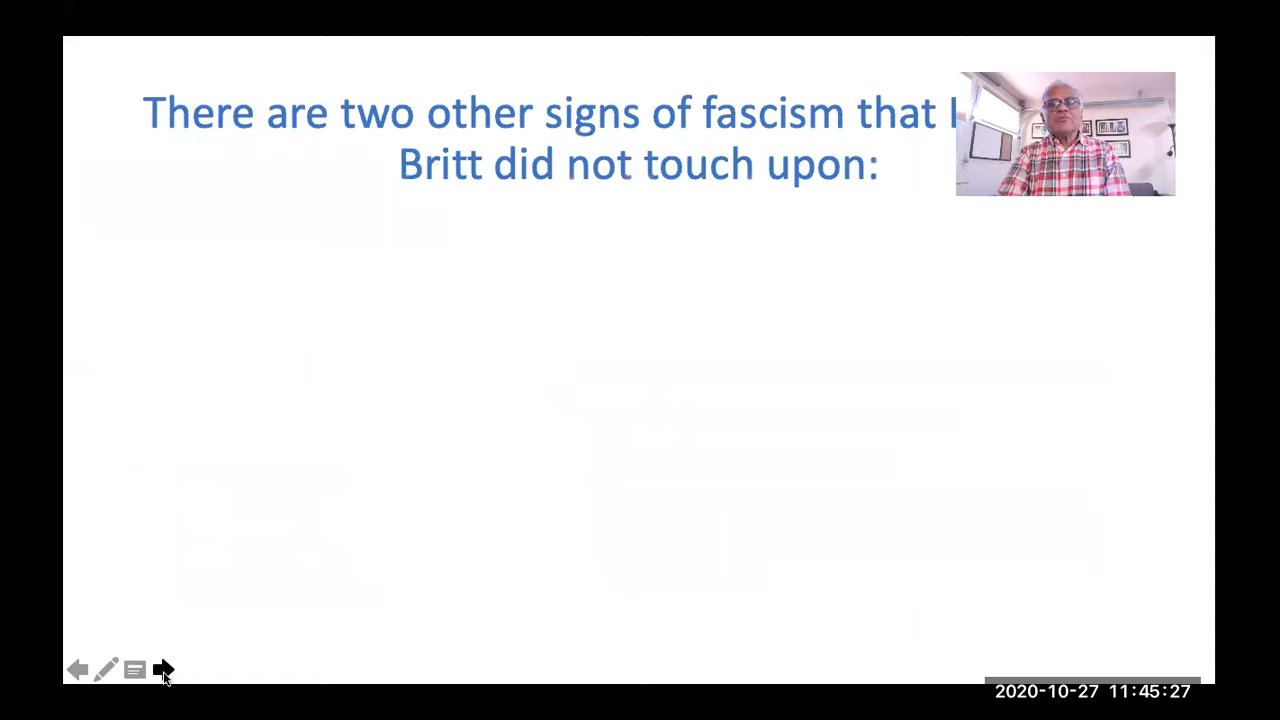 There are two other signs of fascism that
Britt did not touch upon:
2020-10-27 11:45:27